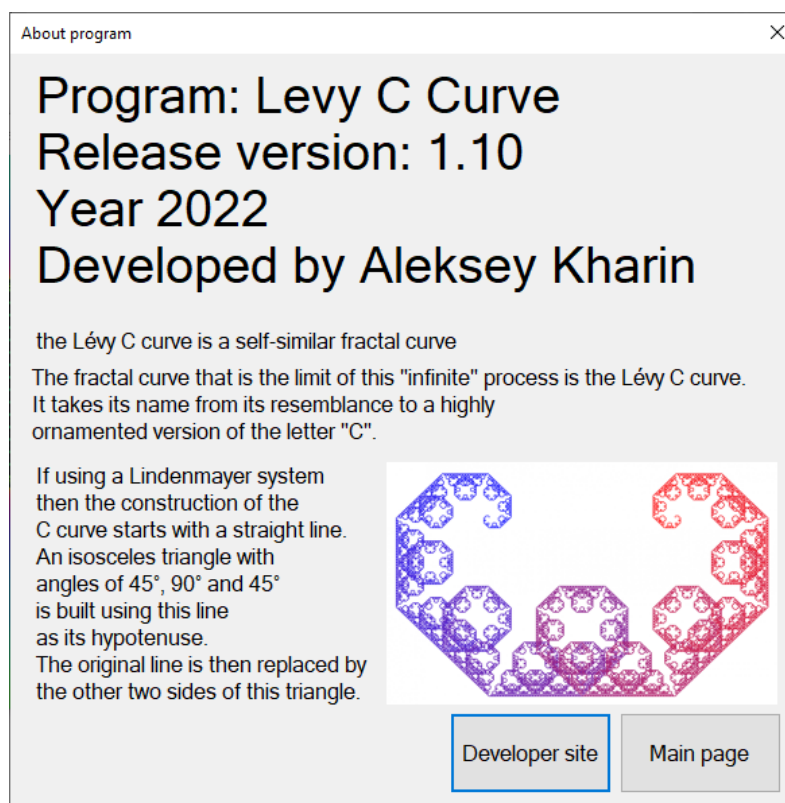 About program
Program: Levy C Curve
Release version: 1.10
Year 2022
Developed by Aleksey Kharin
the Lévy C curve is a self-similar fractal curve
The fractal curve that is the limit of this "infinite" process is the Lévy C curve.
It takes its name from its resemblance to a highly
ornamented version of the letter "C".
If using a Lindenmayer system
then the construction of the
C curve starts with a straight line.
An isosceles triangle with
angles of 45°, 90° and 45°
is built using this line
as its hypotenuse.
The original line is then replaced by
the other two sides of this triangle.
Developer site
Main page